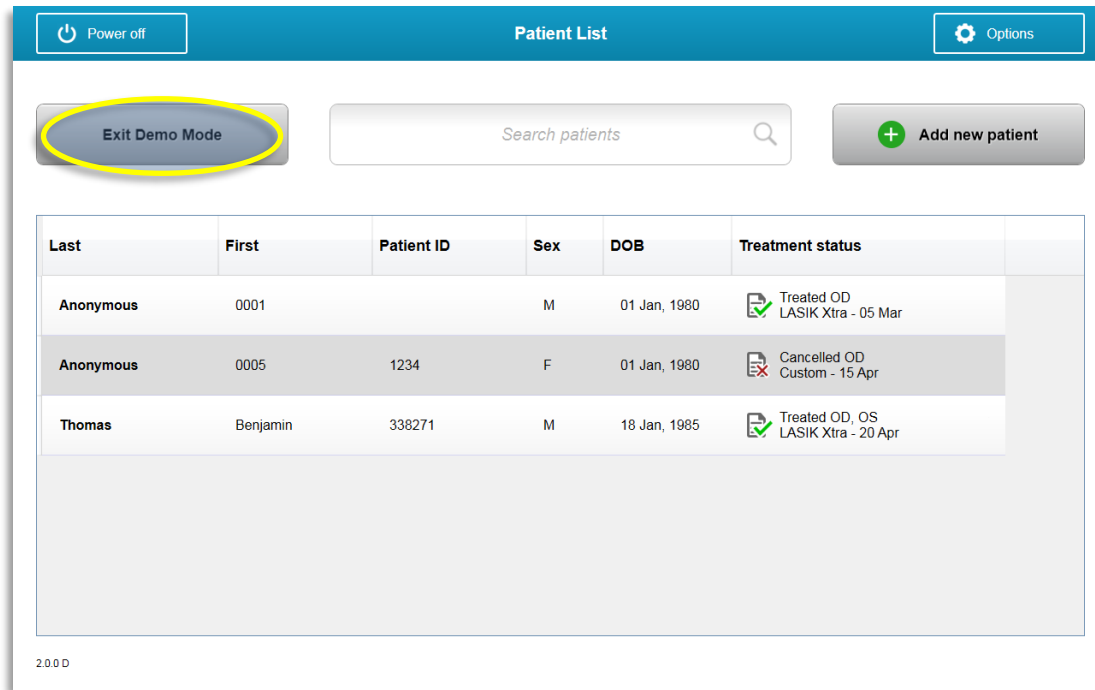 Power off
Patient List
Options
Exit Demo Mode
Search patients
Add new patient
Last First Patient ID Sex DOB Treatment status
Anonymous 0001 M 01 Jan, 1980 Treated OD
LASIK Xtra - 05 Mar
Anonymous 0005 1234 F 01 Jan, 1980 Cancelled OD
Custom - 15 Apr
Thomas Benjamin 338271 M 18 Jan, 1985 Treated OD, OS
LASIK Xtra - 20 Apr
2.0.0 D